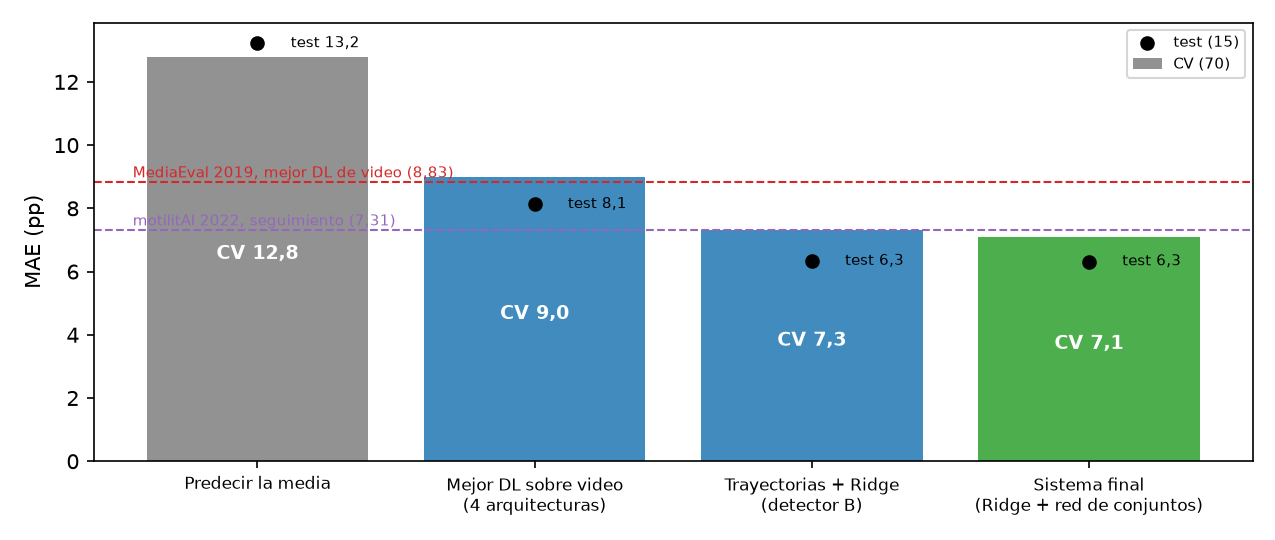 test 13,2
test (15)
CV (70)
12
10
8
6
4
2
0
MAE (pp)
MediaEval 2019, mejor DL de video (8,83)
test 8,1
motilitAI 2022, seguimiento (7,31)
CV 12,8
test 6,3
test 6,3
CV 9,0
CV 7,3
CV 7,1
Predecir la media
Mejor DL sobre video
(4 arquitecturas)
Trayectorias + Ridge
(detector B)
Sistema final
(Ridge + red de conjuntos)